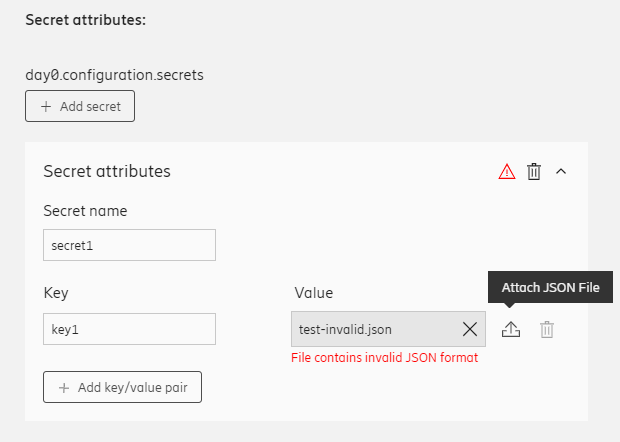 Secret attributes:
day0.configuration.secrets
+ Add secret
Secret attributes
Secret name
secret1
Key
Value
Attach JSON File
key1
test-invalid.json
File contains invalid JSON format
+ Add key/value pair